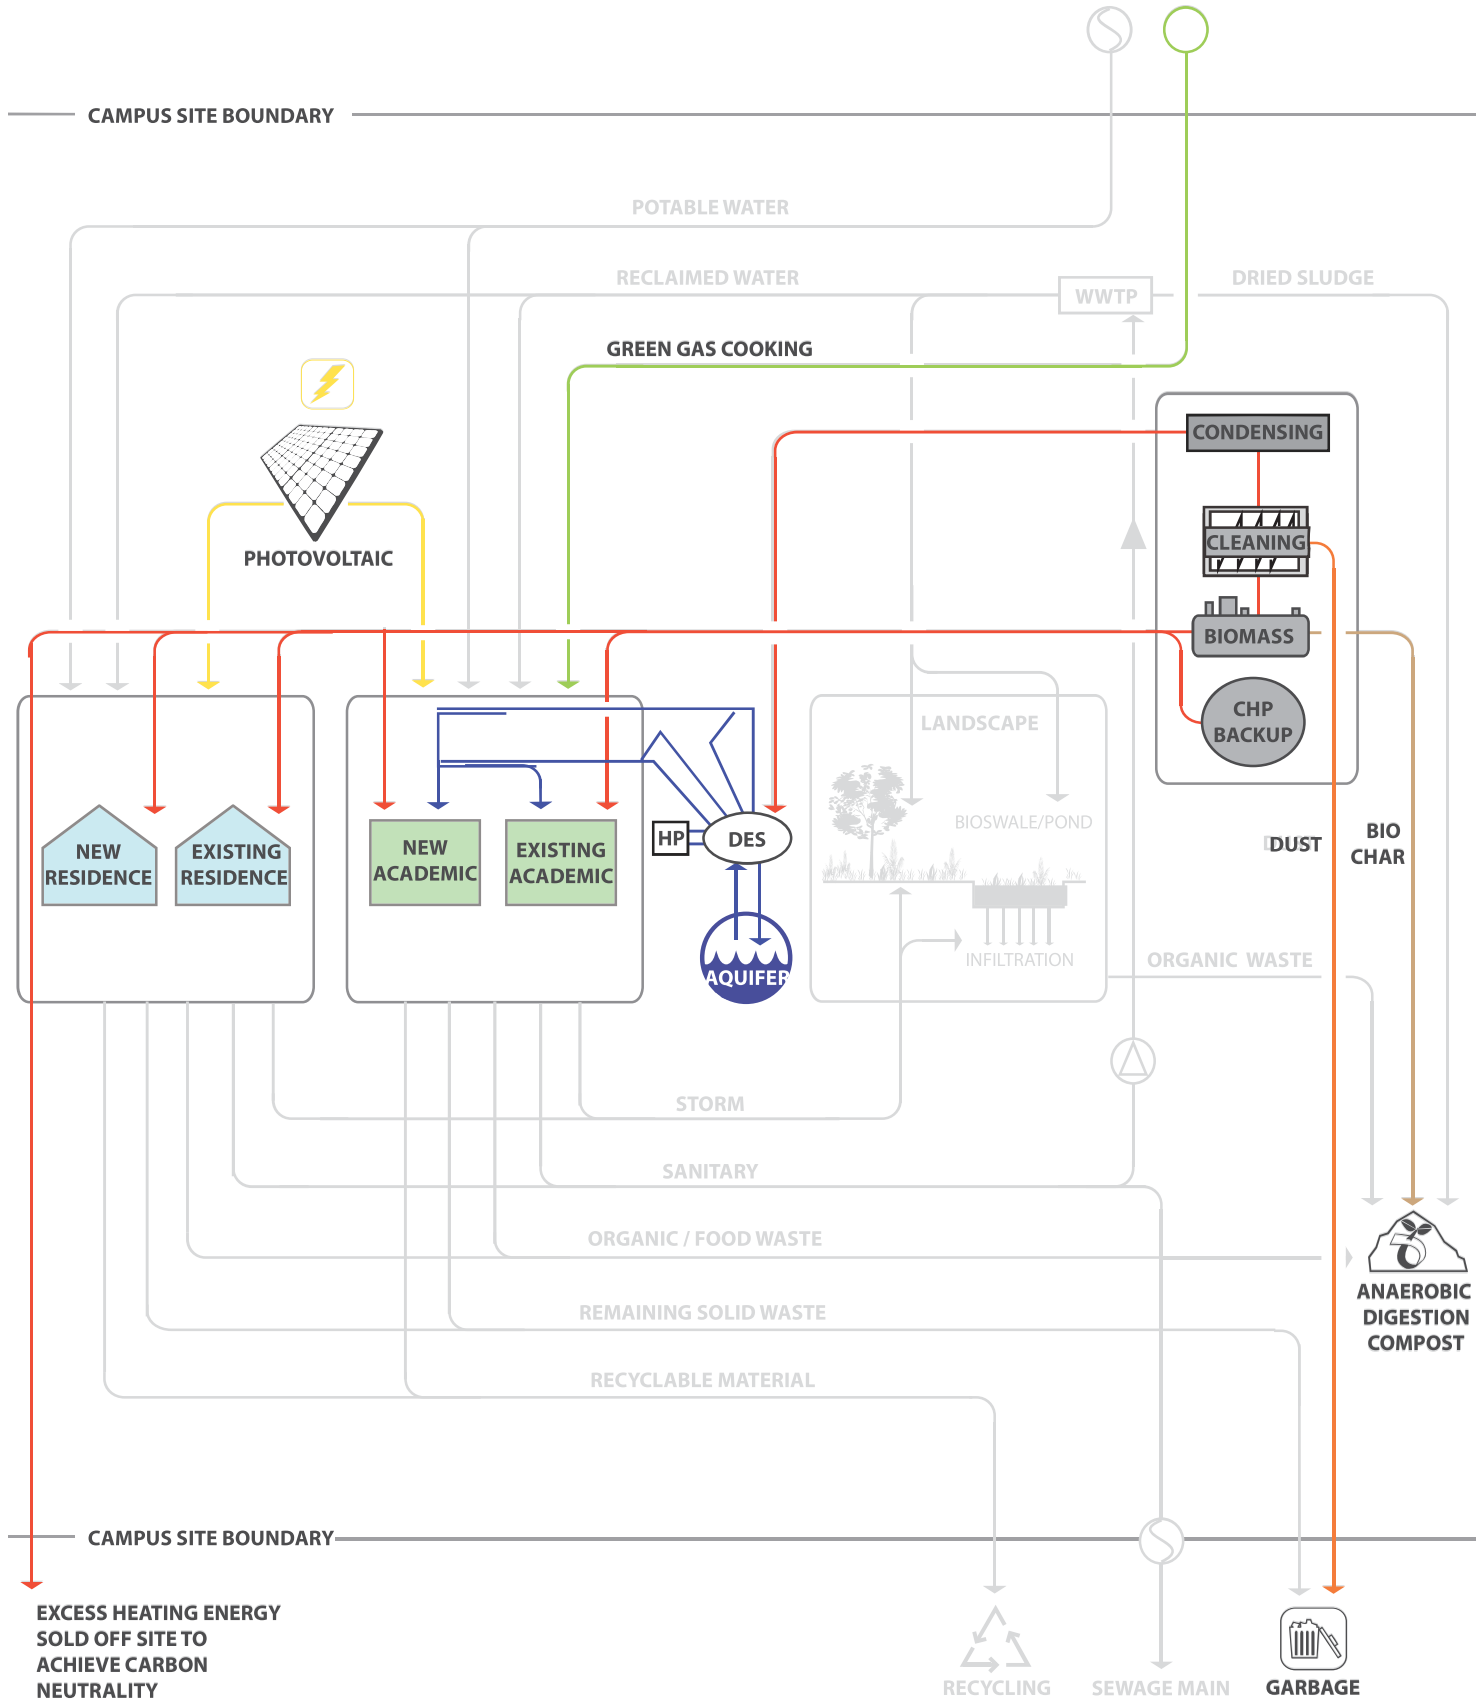 CAMPUS SITE BOUNDARY
POTABLE WATER
RECLAIMED WATER
WWTP
DRIED SLUDGE
GREEN GAS COOKING
CONDENSING
CLEANING
PHOTOVOLTAIC
BIOMASS
CHP
BACKUP
LANDSCAPE
BIOSWALE/POND
NEW
RESIDENCE
EXISTING
RESIDENCE
NEW
ACADEMIC
EXISTING
ACADEMIC
HP
DES
DUST
BIO
CHAR
AQUIFER
INFILTRATION
ORGANIC WASTE
STORM
SANITARY
ORGANIC / FOOD WASTE
ANAEROBIC
DIGESTION
COMPOST
REMAINING SOLID WASTE
RECYCLABLE MATERIAL
CAMPUS SITE BOUNDARY
EXCESS HEATING ENERGY
SOLD OFF SITE TO
ACHIEVE CARBON
NEUTRALITY
RECYCLING
SEWAGE MAIN
GARBAGE